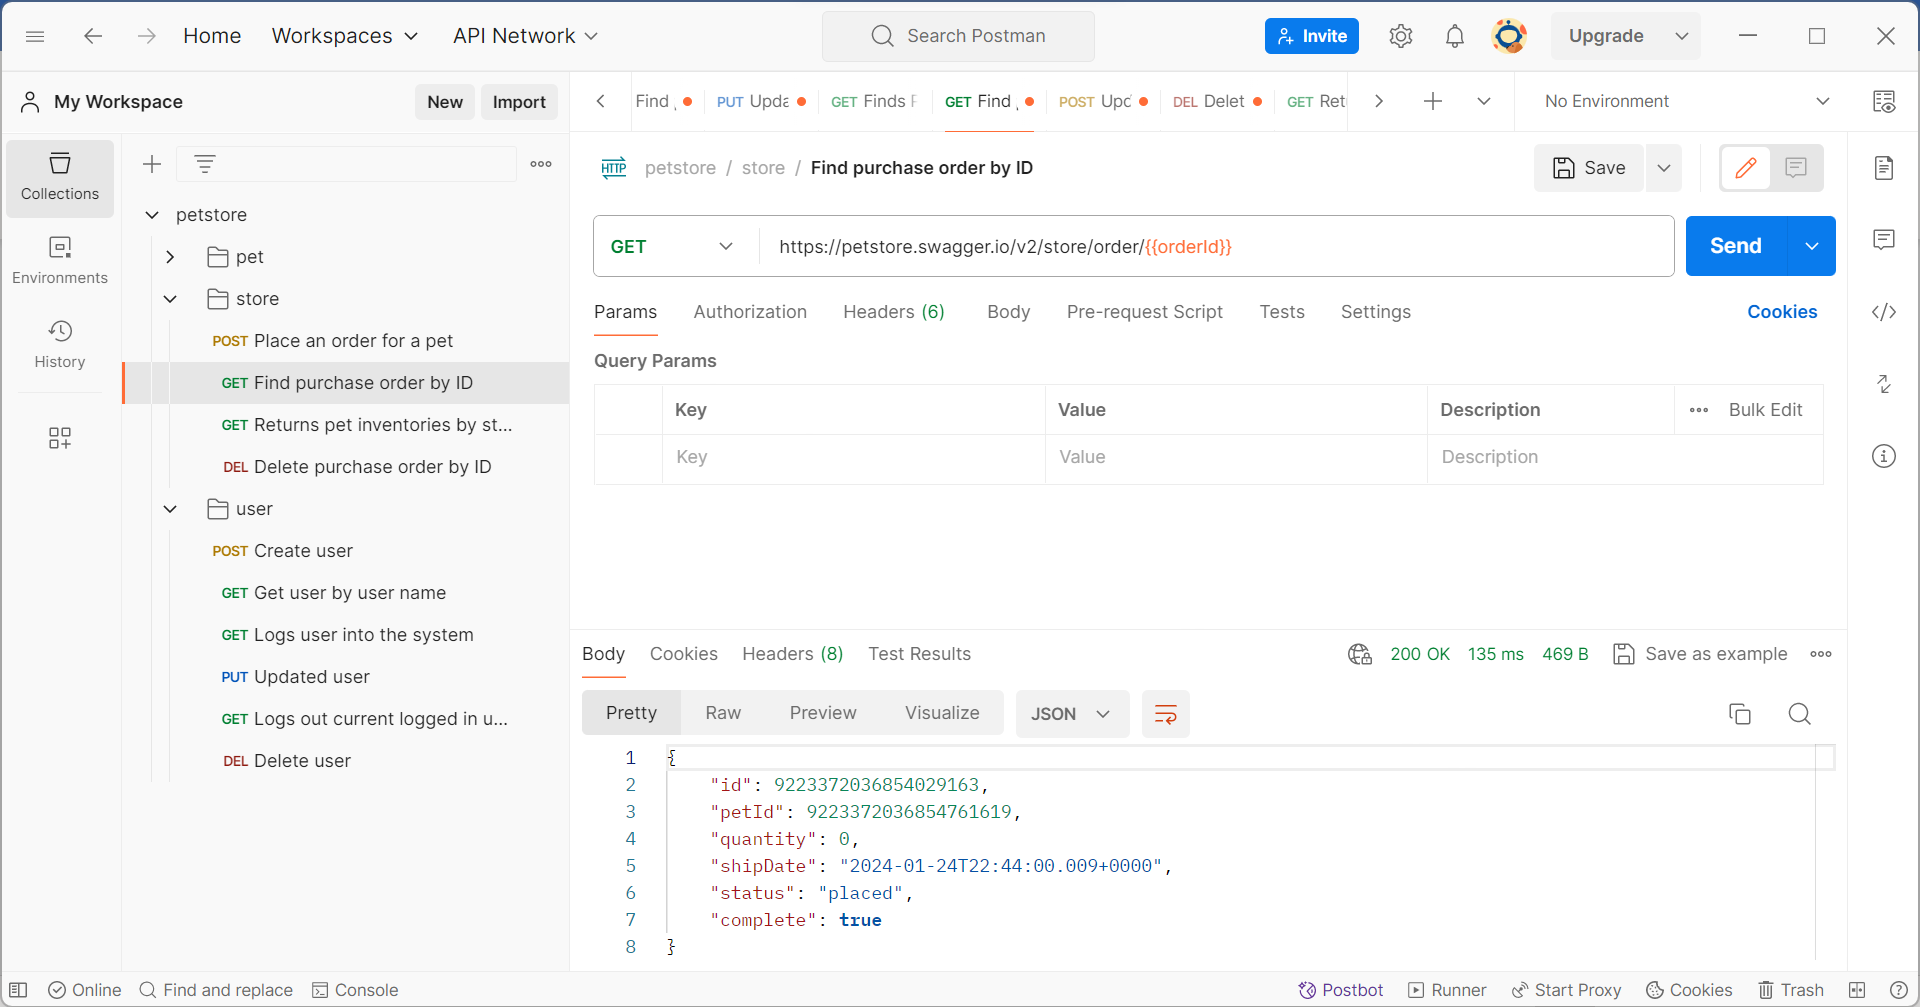 Home Workspaces API Network Search Postman Invite Upgrade
My Workspace New Import
Find PUT Upda GET Finds F GET Find POST Upd DEL Delet GET Ret No Environment
Collections
Environments
History
petstore
pet
store
POST Place an order for a pet
GET Find purchase order by ID
GET Returns pet inventories by st...
DEL Delete purchase order by ID
user
POST Create user
GET Get user by user name
GET Logs user into the system
PUT Updated user
GET Logs out current logged in u...
DEL Delete user
HTTP petstore / store / Find purchase order by ID Save
GET https://petstore.swagger.io/v2/store/order/{{orderId}} Send
Params Authorization Headers (6) Body Pre-request Script Tests Settings Cookies
Query Params
Key Value Description Bulk Edit
Key Value Description
Body Cookies Headers (8) Test Results 200 OK 135 ms 469 B Save as example
Pretty Raw Preview Visualize JSON
1 {
2 "id": 9223372036854029163,
3 "petId": 9223372036854761619,
4 "quantity": 0,
5 "shipDate": "2024-01-24T22:44:00.009+0000",
6 "status": "placed",
7 "complete": true
8 }
Online Find and replace Console Postbot Runner Start Proxy Cookies Trash